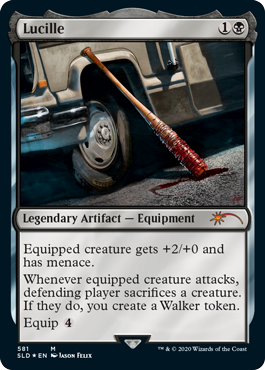 Lucille 1
Legendary Artifact — Equipment
Equipped creature gets +2/+0 and
has menace.
Whenever equipped creature attacks,
defending player sacrifices a creature.
If they do, you create a Walker token.
Equip 4
581 M
SLD ★ EN Jason Felix
™ & © 2020 Wizards of the Coast